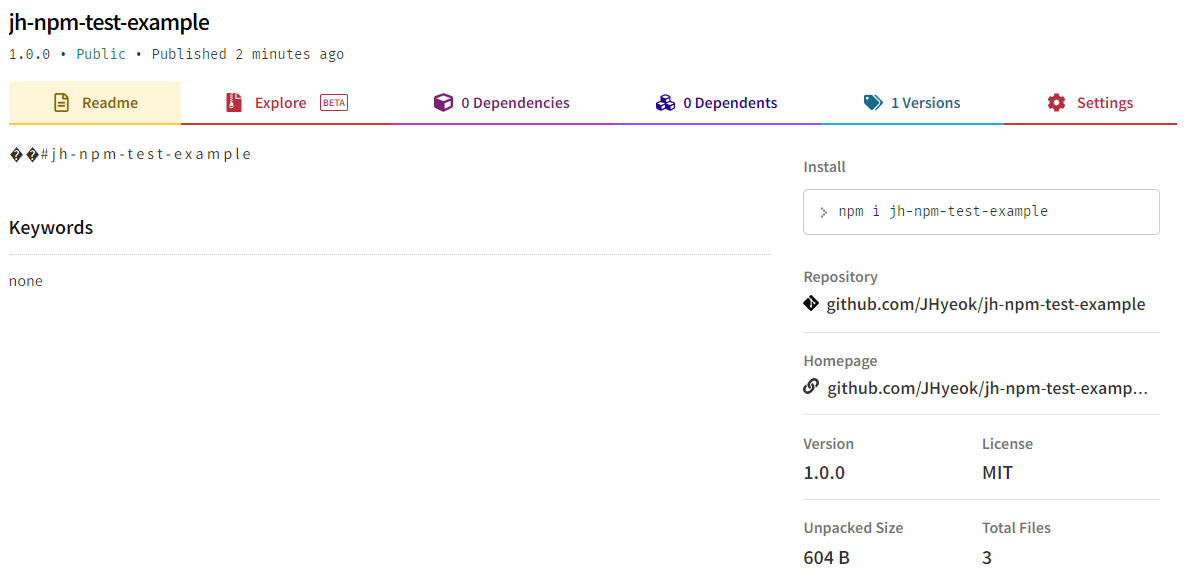 jh-npm-test-example
1.0.0 • Public • Published 2 minutes ago
Readme
Explore BETA
0 Dependencies
0 Dependents
1 Versions
Settings
��#jh-npm-test-example
Keywords
none
Install
> npm i jh-npm-test-example
Repository
github.com/JHyeok/jh-npm-test-example
Homepage
github.com/JHyeok/jh-npm-test-examp...
Version
License
1.0.0
MIT
Unpacked Size
Total Files
604 B
3